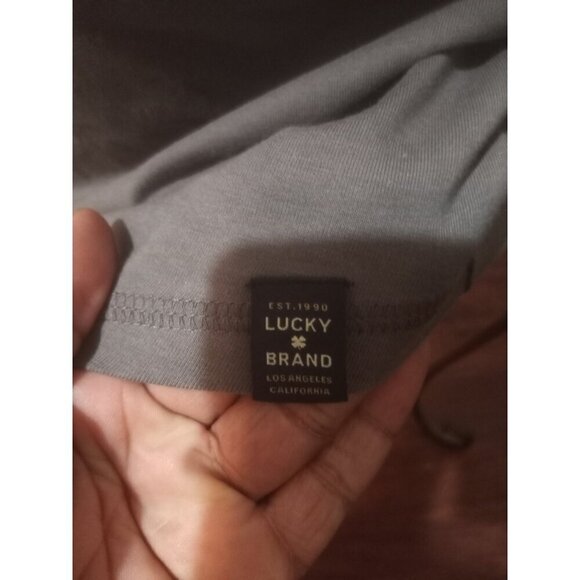 EST.1990
LUCKY
BRAND
LOS ANGELES
CALIFORNIA